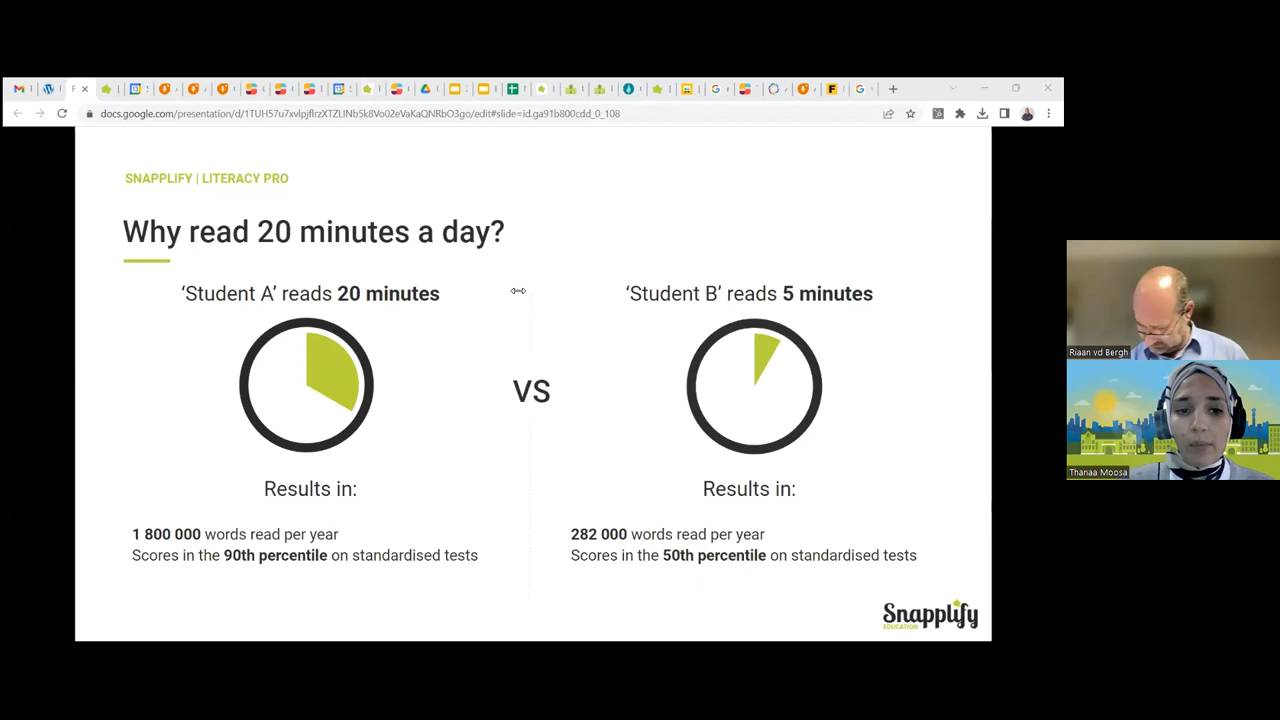 docs.google.com/presentation/d/1TUH57u7xvlpjflrzXTZLINb5k8Vo02eVaKaQNRbO3go/edit#slide=id.ga91b800cdd_0_108
SNAPPLIFY | LITERACY PRO
Why read 20 minutes a day?
‘Student A’ reads 20 minutes
Results in:
1 800 000 words read per year
Scores in the 90th percentile on standardised tests
VS
‘Student B’ reads 5 minutes
Results in:
282 000 words read per year
Scores in the 50th percentile on standardised tests
Snapplify
EDUCATION
Riaan vd Bergh
Thanaa Moosa